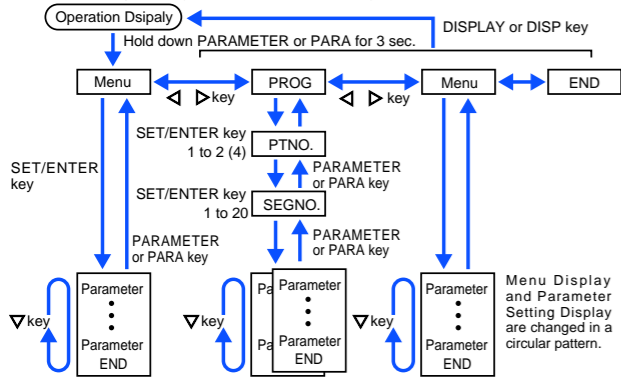 Operation Dsipaly
DISPLAY or DISP key
Hold down PARAMETER or PARA for 3 sec.
Menu
PROG
Menu
END
key
key
SET/ENTER key
1 to 2 (4)
PTNO.
SET/ENTER
key
PARAMETER
or PARA key
SET/ENTER key
1 to 20
SEGNO.
PARAMETER
or PARA key
PARAMETER
or PARA key
Parameter
Parameter
END
key
Pa
Pa
Parameter
Parameter
END
key
Parameter
Parameter
END
key
Menu Display
and Parameter
Setting Display
are changed in a
circular pattern.